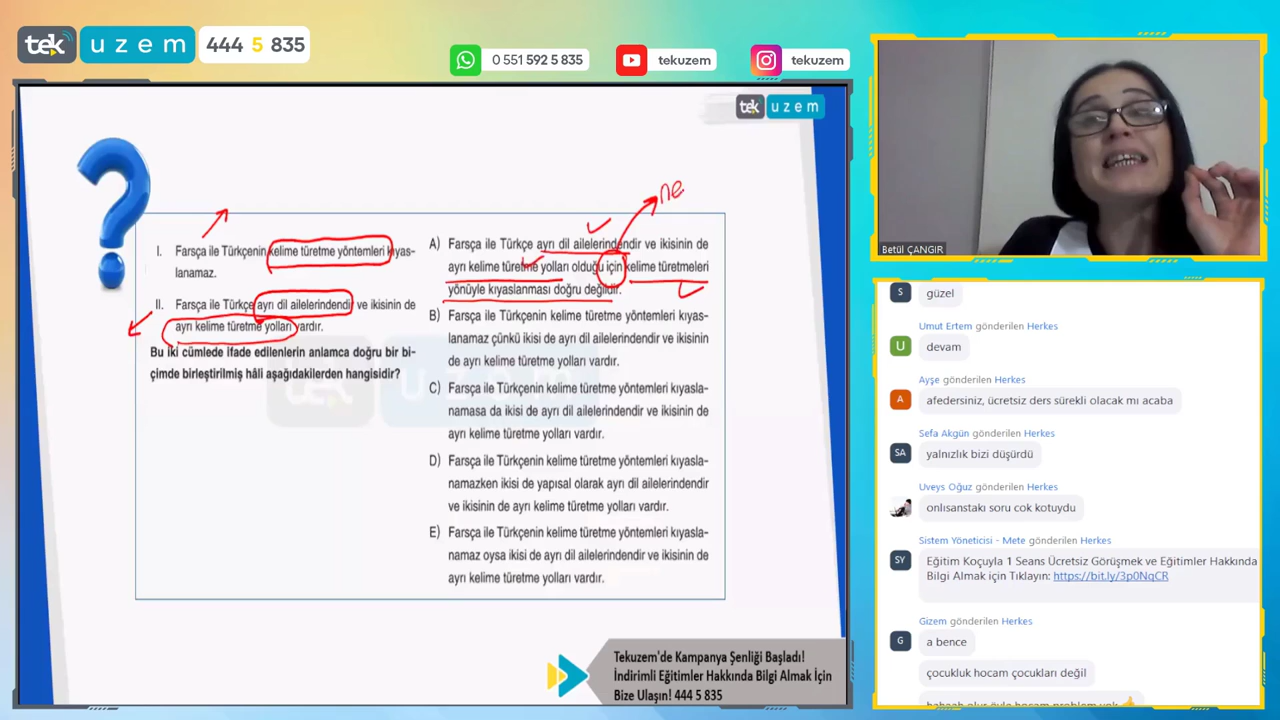 tek uzem 444 5 835
0 551 592 5 835
tekuzem
tekuzem
tek uzem
ne
I. Farsça ile Türkçenin kelime türetme yöntemleri kıyas-
lanamaz.
II. Farsça ile Türkçe ayrı dil ailelerindendir ve ikisinin de
ayrı kelime türetme yolları vardır.
Bu iki cümlede ifade edilenlerin anlamca doğru bir bi-
çimde birleştirilmiş hâli aşağıdakilerden hangisidir?
A) Farsça ile Türkçe ayrı dil ailelerindendir ve ikisinin de
ayrı kelime türetme yolları olduğu için kelime türetmeleri
yönüyle kıyaslanması doğru değildir.
B) Farsça ile Türkçenin kelime türetme yöntemleri kıyas-
lanamaz çünkü ikisi de ayrı dil ailelerindendir ve ikisinin
de ayrı kelime türetme yolları vardır.
C) Farsça ile Türkçenin kelime türetme yöntemleri kıyasla-
namasa da ikisi de ayrı dil ailelerindendir ve ikisinin de
ayrı kelime türetme yolları vardır.
D) Farsça ile Türkçenin kelime türetme yöntemleri kıyasla-
namazken ikisi de yapısal olarak ayrı dil ailelerindendir
ve ikisinin de ayrı kelime türetme yolları vardır.
E) Farsça ile Türkçenin kelime türetme yöntemleri kıyasla-
namaz oysa ikisi de ayrı dil ailelerindendir ve ikisinin de
ayrı kelime türetme yolları vardır.
tek uzem
Tekuzem'de Kampanya Şenliği Başladı!
İndirimli Eğitimler Hakkında Bilgi Almak İçin
Bize Ulaşın! 444 5 835
Betül ÇANGIR
S
güzel
Umut Ertem gönderilen Herkes
U
devam
Ayşe gönderilen Herkes
A
afedersiniz, ücretsiz ders sürekli olacak mı acaba
Sefa Akgün gönderilen Herkes
SA
yalnızlık bizi düşürdü
Uveys Oğuz gönderilen Herkes
onlısanstakı soru cok kotuydu
Sistem Yöneticisi - Mete gönderilen Herkes
SY
Eğitim Koçuyla 1 Seans Ücretsiz Görüşmek ve Eğitimler Hakkında
Bilgi Almak için Tıklayın: https://bit.ly/3p0NqCR
Gizem gönderilen Herkes
G
a bence
çocukluk hocam çocukları değil